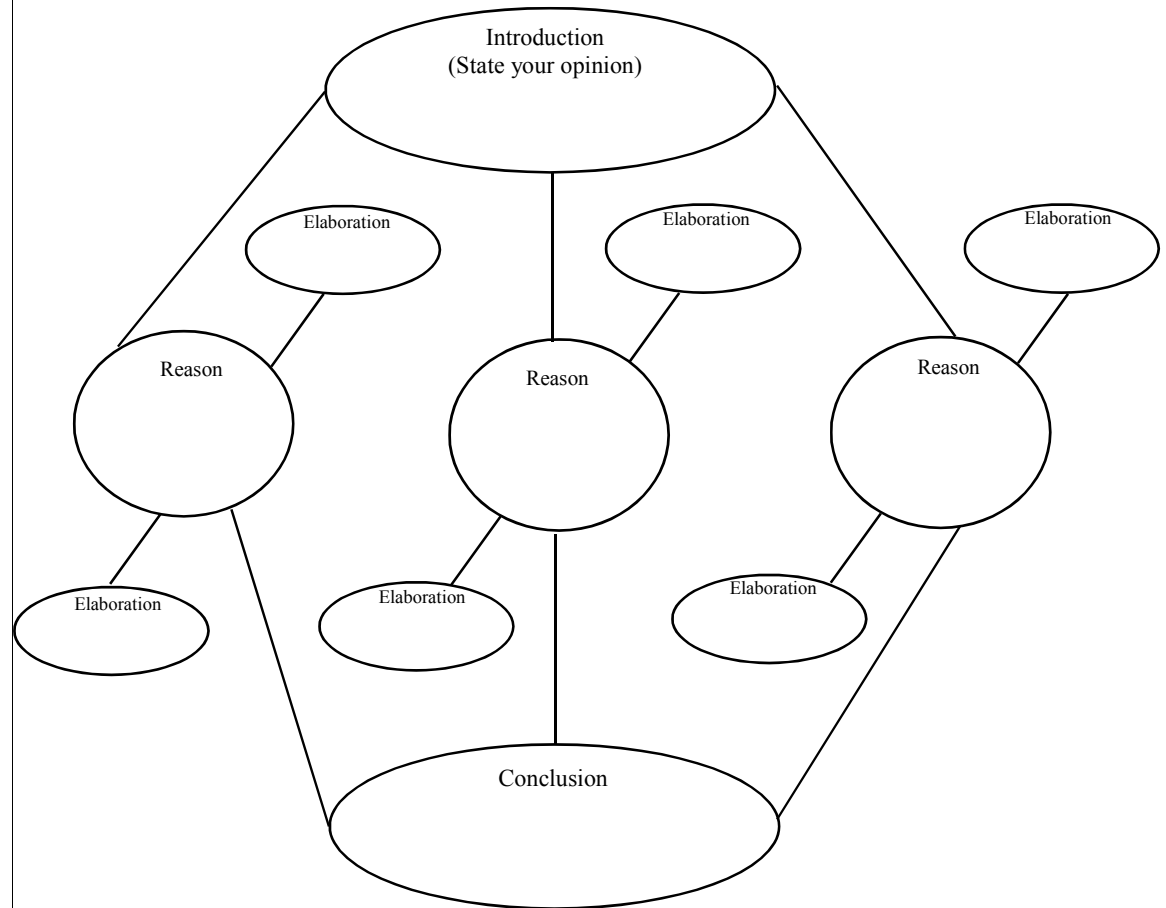 Introduction
(State your opinion)
Elaboration
Elaboration
Elaboration
Reason
Reason
Reason
Elaboration
Elaboration
Elaboration
Conclusion